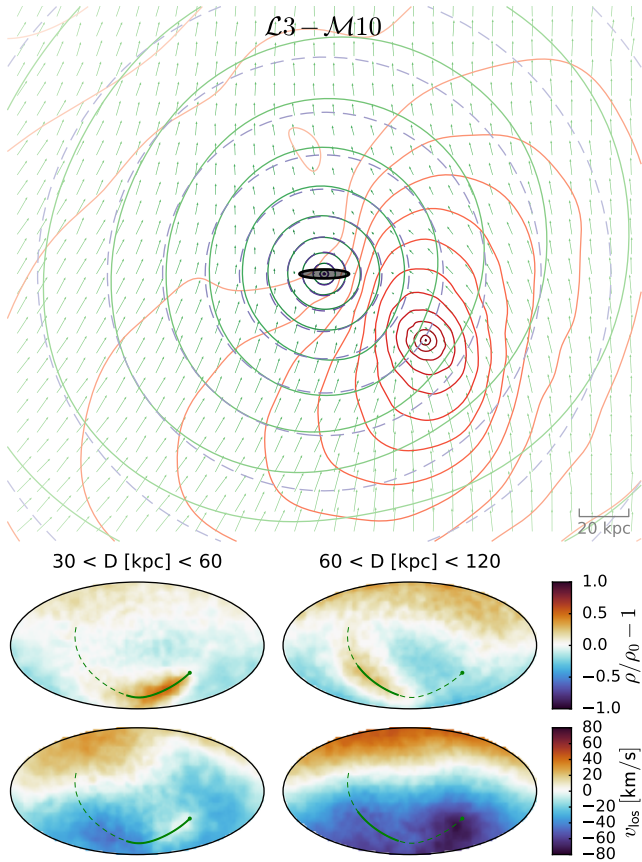 ℒ3 − ℳ10
20 kpc
30 < D [kpc] < 60
60 < D [kpc] < 120
1.0
0.5
0.0
−0.5
−1.0
ρ/ρ₀ − 1
80
60
40
20
0
−20
−40
−60
−80
v_los [km/s]